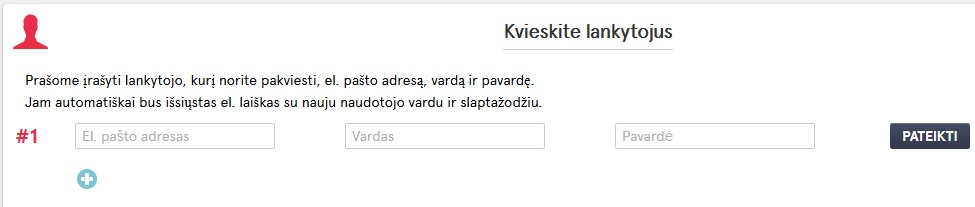 Kvieskite lankytojus
Prašome įrašyti lankytojo, kurį norite pakviesti, el. pašto adresą, vardą ir pavardę.
Jam automatiškai bus išsiųstas el. laiškas su nauju naudotojo vardu ir slaptažodžiu.
#1 El. pašto adresas Vardas Pavardė PATEIKTI